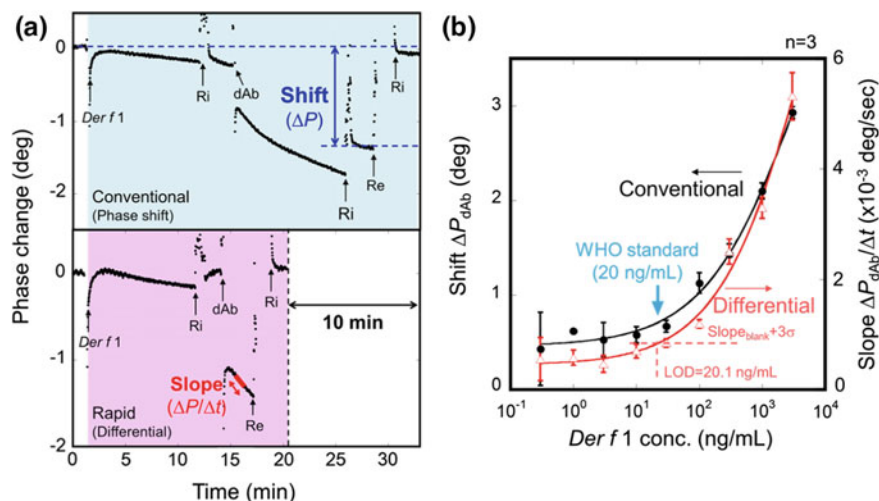 (a)
Phase change (deg)
0
-1
-2
Der f 1
Ri
dAb
Shift
(ΔP)
Ri
Re
Ri
Conventional
(Phase shift)
0
-1
-2
Der f 1
Ri
dAb
Ri
10 min
Slope
(ΔP/Δt)
Re
Rapid
(Differential)
0 5 10 15 20 25 30
Time (min)
(b)
n=3
Shift ΔPdAb (deg)
3
2
1
0
Conventional
WHO standard
(20 ng/mL)
Differential
Slopeblank+3σ
LOD=20.1 ng/mL
6
4
2
0
Slope ΔPdAb/Δt (x10-3 deg/sec)
10-1 100 101 102 103 104
Der f 1 conc. (ng/mL)